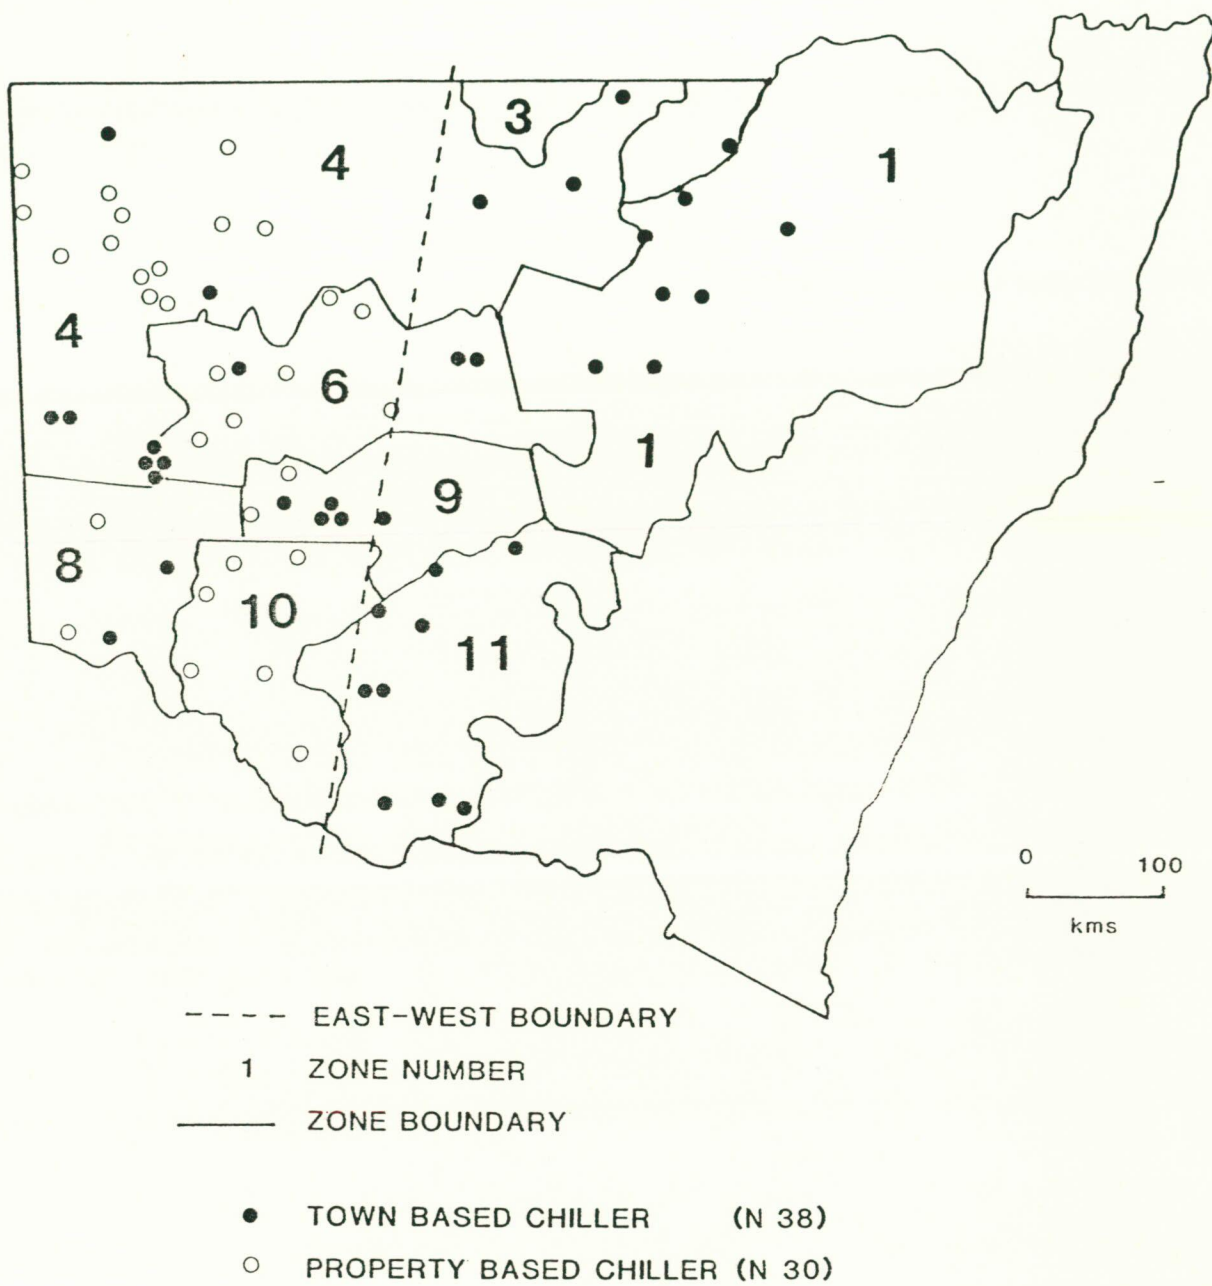 3
4
1
4
6
1
9
8
10
11
0 100
kms
---- EAST-WEST BOUNDARY
1 ZONE NUMBER
ZONE BOUNDARY
TOWN BASED CHILLER (N 38)
PROPERTY BASED CHILLER (N 30)